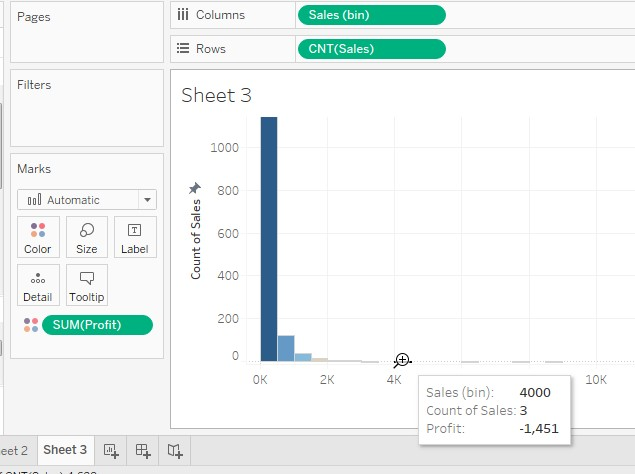 Pages
Columns
Sales (bin)
Rows
CNT(Sales)
Filters
Sheet 3
Marks
Automatic
Color
Size
Label
T
Detail
Tooltip
SUM(Profit)
Count of Sales
1000
800
600
400
200
0
0K
2K
4K
10K
Sales (bin): 4000
Count of Sales: 3
Profit: -1,451
eet 2
Sheet 3